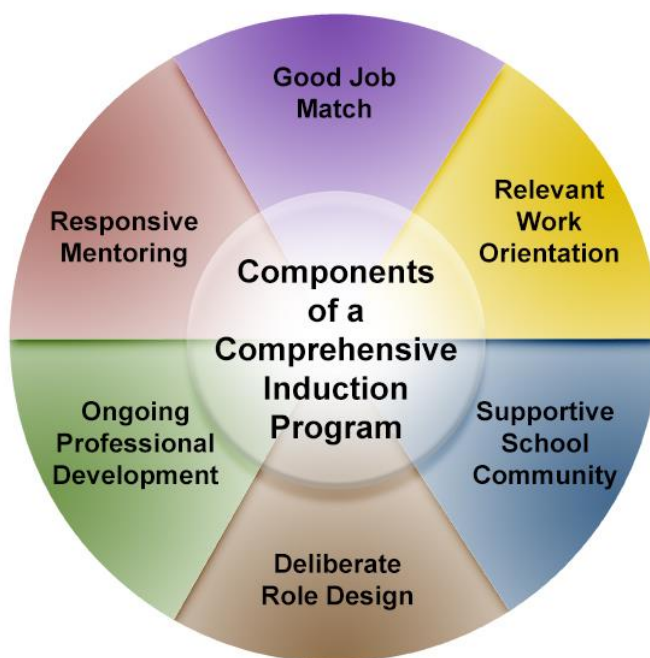 Good Job
Match
Relevant
Work
Orientation
Supportive
School
Community
Deliberate
Role Design
Ongoing
Professional
Development
Responsive
Mentoring
Components
of a
Comprehensive
Induction
Program